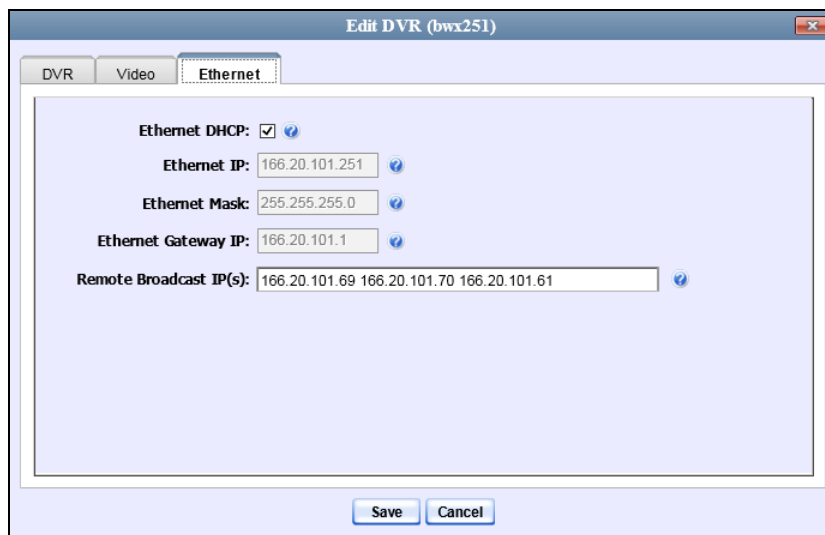 Edit DVR (bwx251)
DVR Video Ethernet
Ethernet DHCP:
Ethernet IP: 166.20.101.251
Ethernet Mask: 255.255.255.0
Ethernet Gateway IP: 166.20.101.1
Remote Broadcast IP(s): 166.20.101.69 166.20.101.70 166.20.101.61
Save Cancel